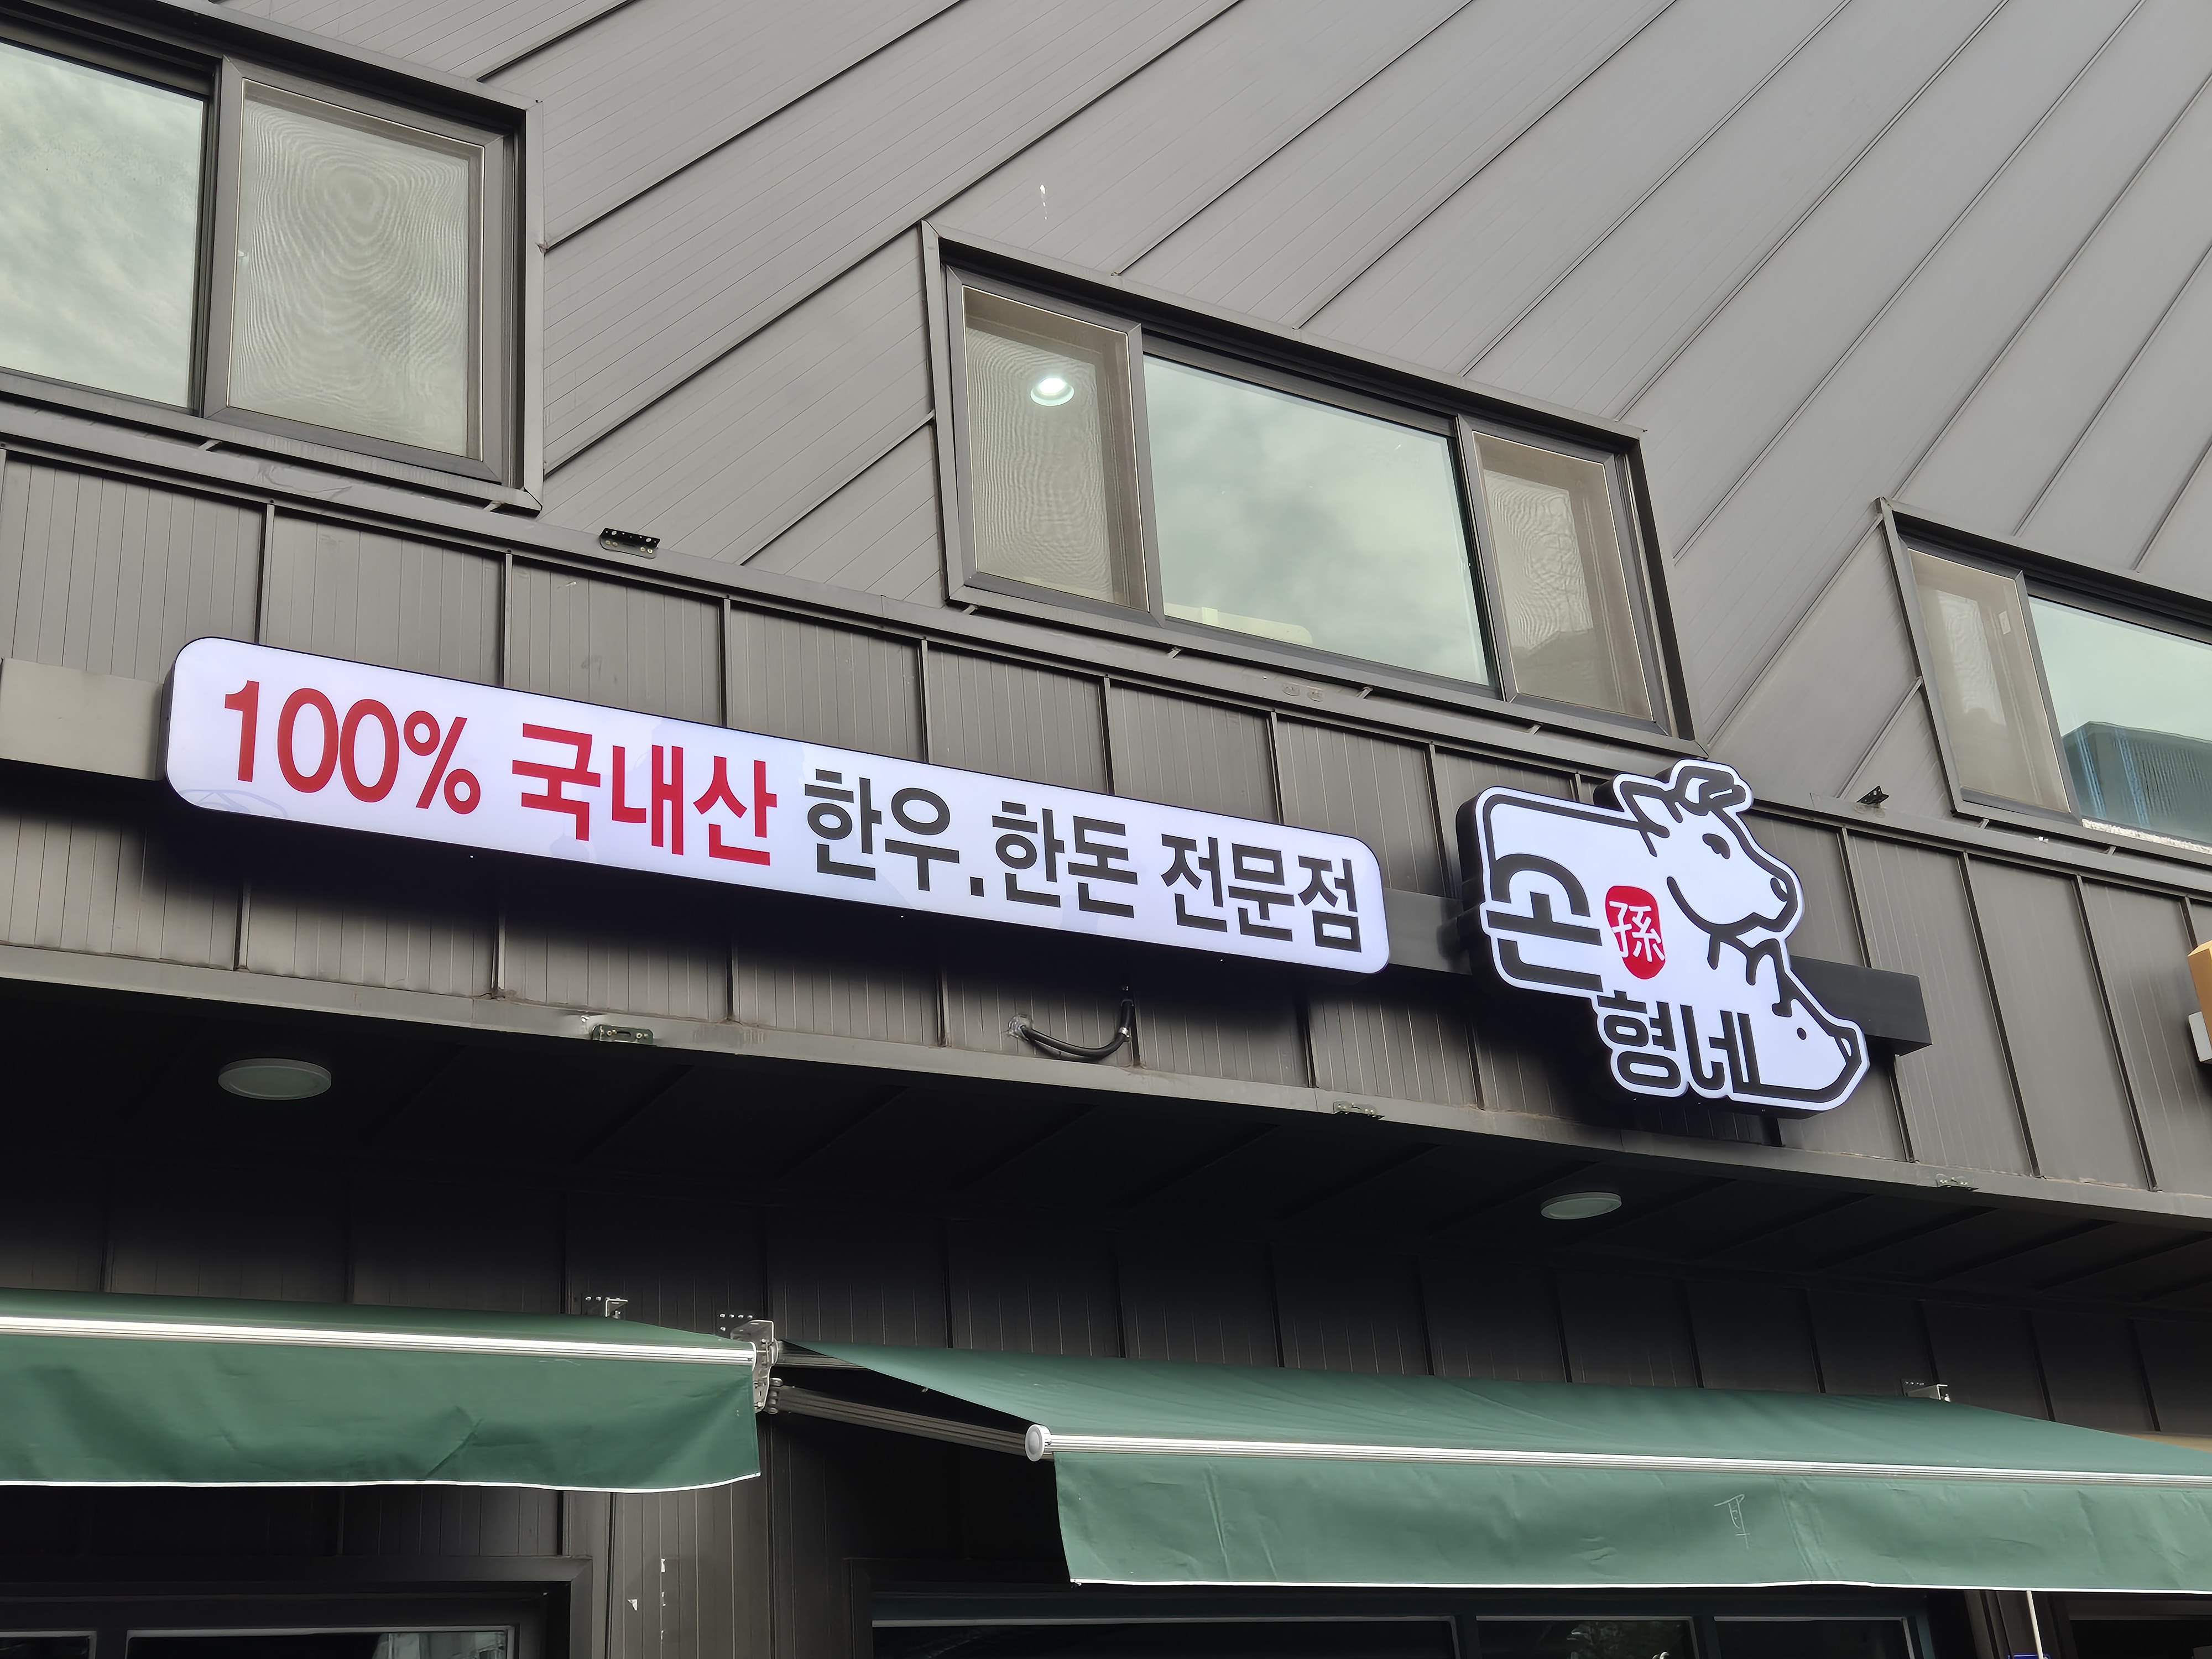 100% 국내산 한우.한돈 전문점
손 孫
형네